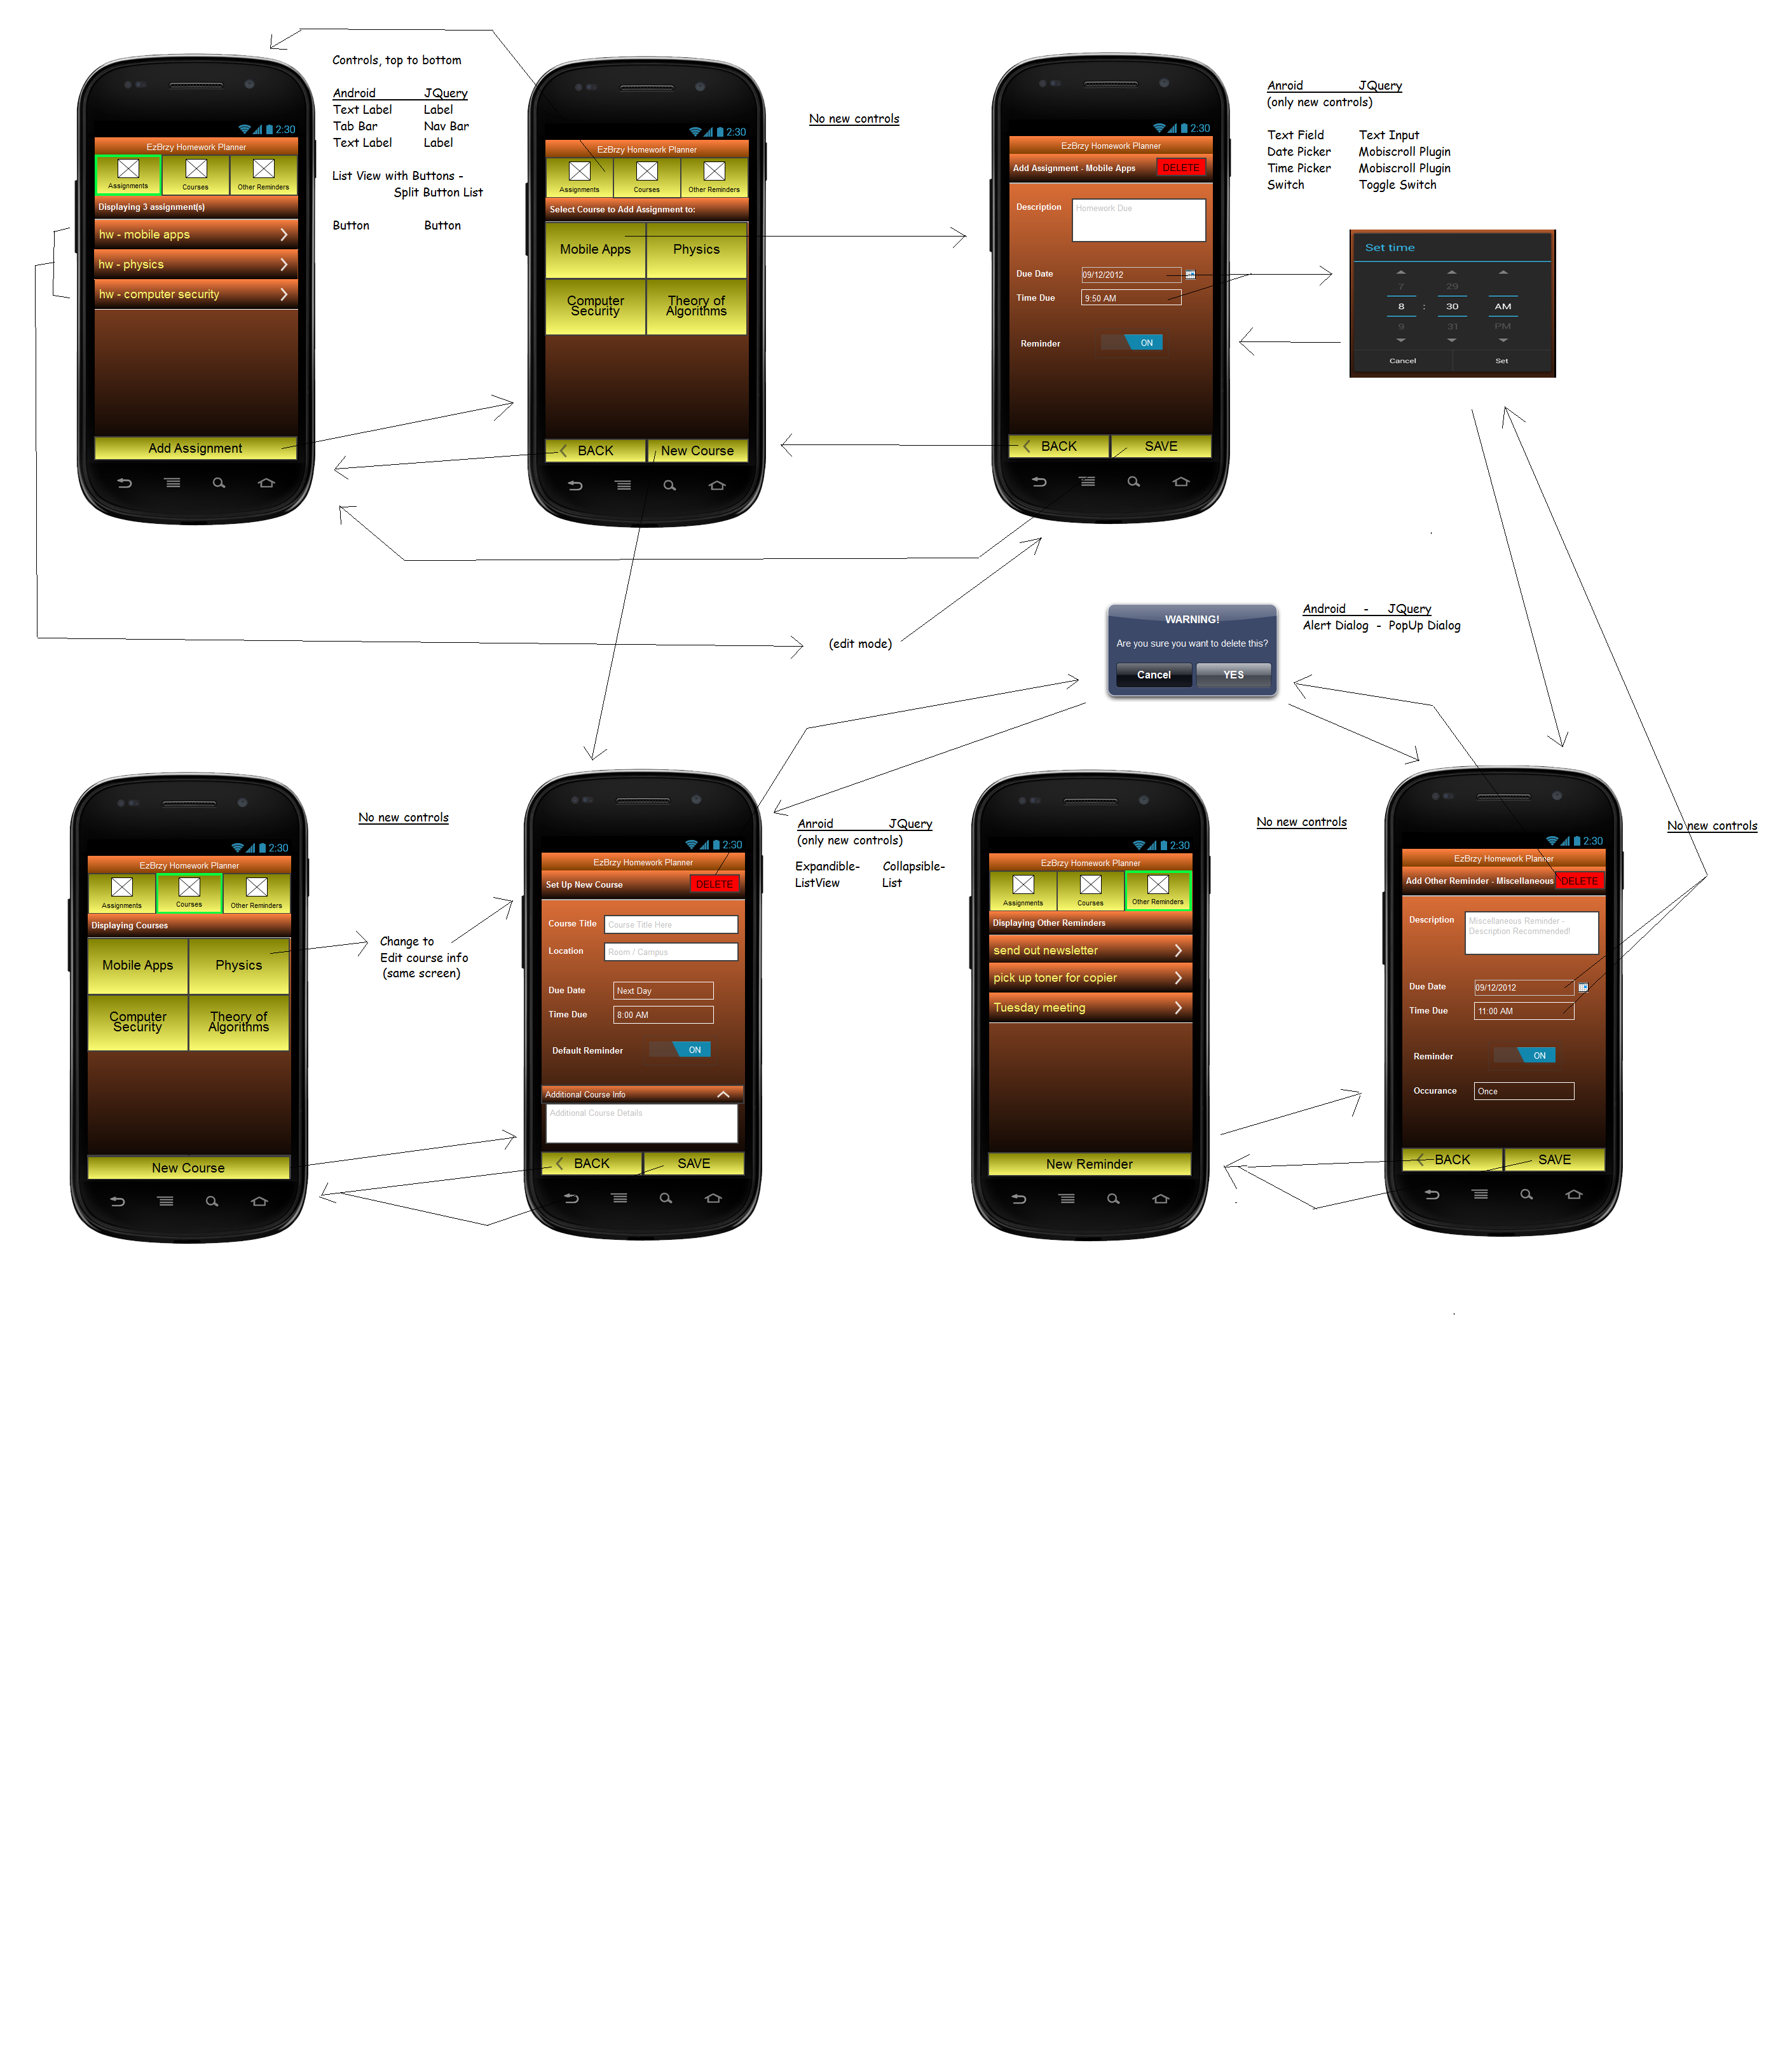 2:30
EzBrzy Homework Planner
Assignments
Courses
Other Reminders
Displaying 3 assignment(s)
hw - mobile apps
hw - physics
hw - computer security
Add Assignment
Controls, top to bottom
Android JQuery
Text Label Label
Tab Bar Nav Bar
Text Label Label
List View with Buttons -
Split Button List
Button Button
2:30
EzBrzy Homework Planner
Assignments
Courses
Other Reminders
Select Course to Add Assignment to:
Mobile Apps
Physics
Computer
Security
Theory of
Algorithms
BACK
New Course
No new controls
2:30
EzBrzy Homework Planner
Add Assignment - Mobile Apps
DELETE
Description
Homework Due
Due Date
09/12/2012
Time Due
9:50 AM
Reminder
ON
BACK
SAVE
Anroid JQuery
(only new controls)
Text Field Text Input
Date Picker Mobiscroll Plugin
Time Picker Mobiscroll Plugin
Switch Toggle Switch
Set time
7 29
8 : 30 AM
9 31 PM
Cancel
Set
(edit mode)
WARNING!
Are you sure you want to delete this?
Cancel
YES
Android - JQuery
Alert Dialog - PopUp Dialog
2:30
EzBrzy Homework Planner
Assignments
Courses
Other Reminders
Displaying Courses
Mobile Apps
Physics
Computer
Security
Theory of
Algorithms
New Course
No new controls
Change to
Edit course info
(same screen)
2:30
EzBrzy Homework Planner
Set Up New Course
DELETE
Course Title
Course Title Here
Location
Room / Campus
Due Date
Next Day
Time Due
8:00 AM
Default Reminder
ON
Additional Course Info
Additional Course Details
BACK
SAVE
Anroid JQuery
(only new controls)
Expandible- Collapsible-
ListView List
2:30
EzBrzy Homework Planner
Assignments
Courses
Other Reminders
Displaying Other Reminders
send out newsletter
pick up toner for copier
Tuesday meeting
New Reminder
No new controls
2:30
EzBrzy Homework Planner
Add Other Reminder - Miscellaneous
DELETE
Description
Miscellaneous Reminder -
Description Recommended!
Due Date
09/12/2012
Time Due
11:00 AM
Reminder
ON
Occurance
Once
BACK
SAVE
No new controls